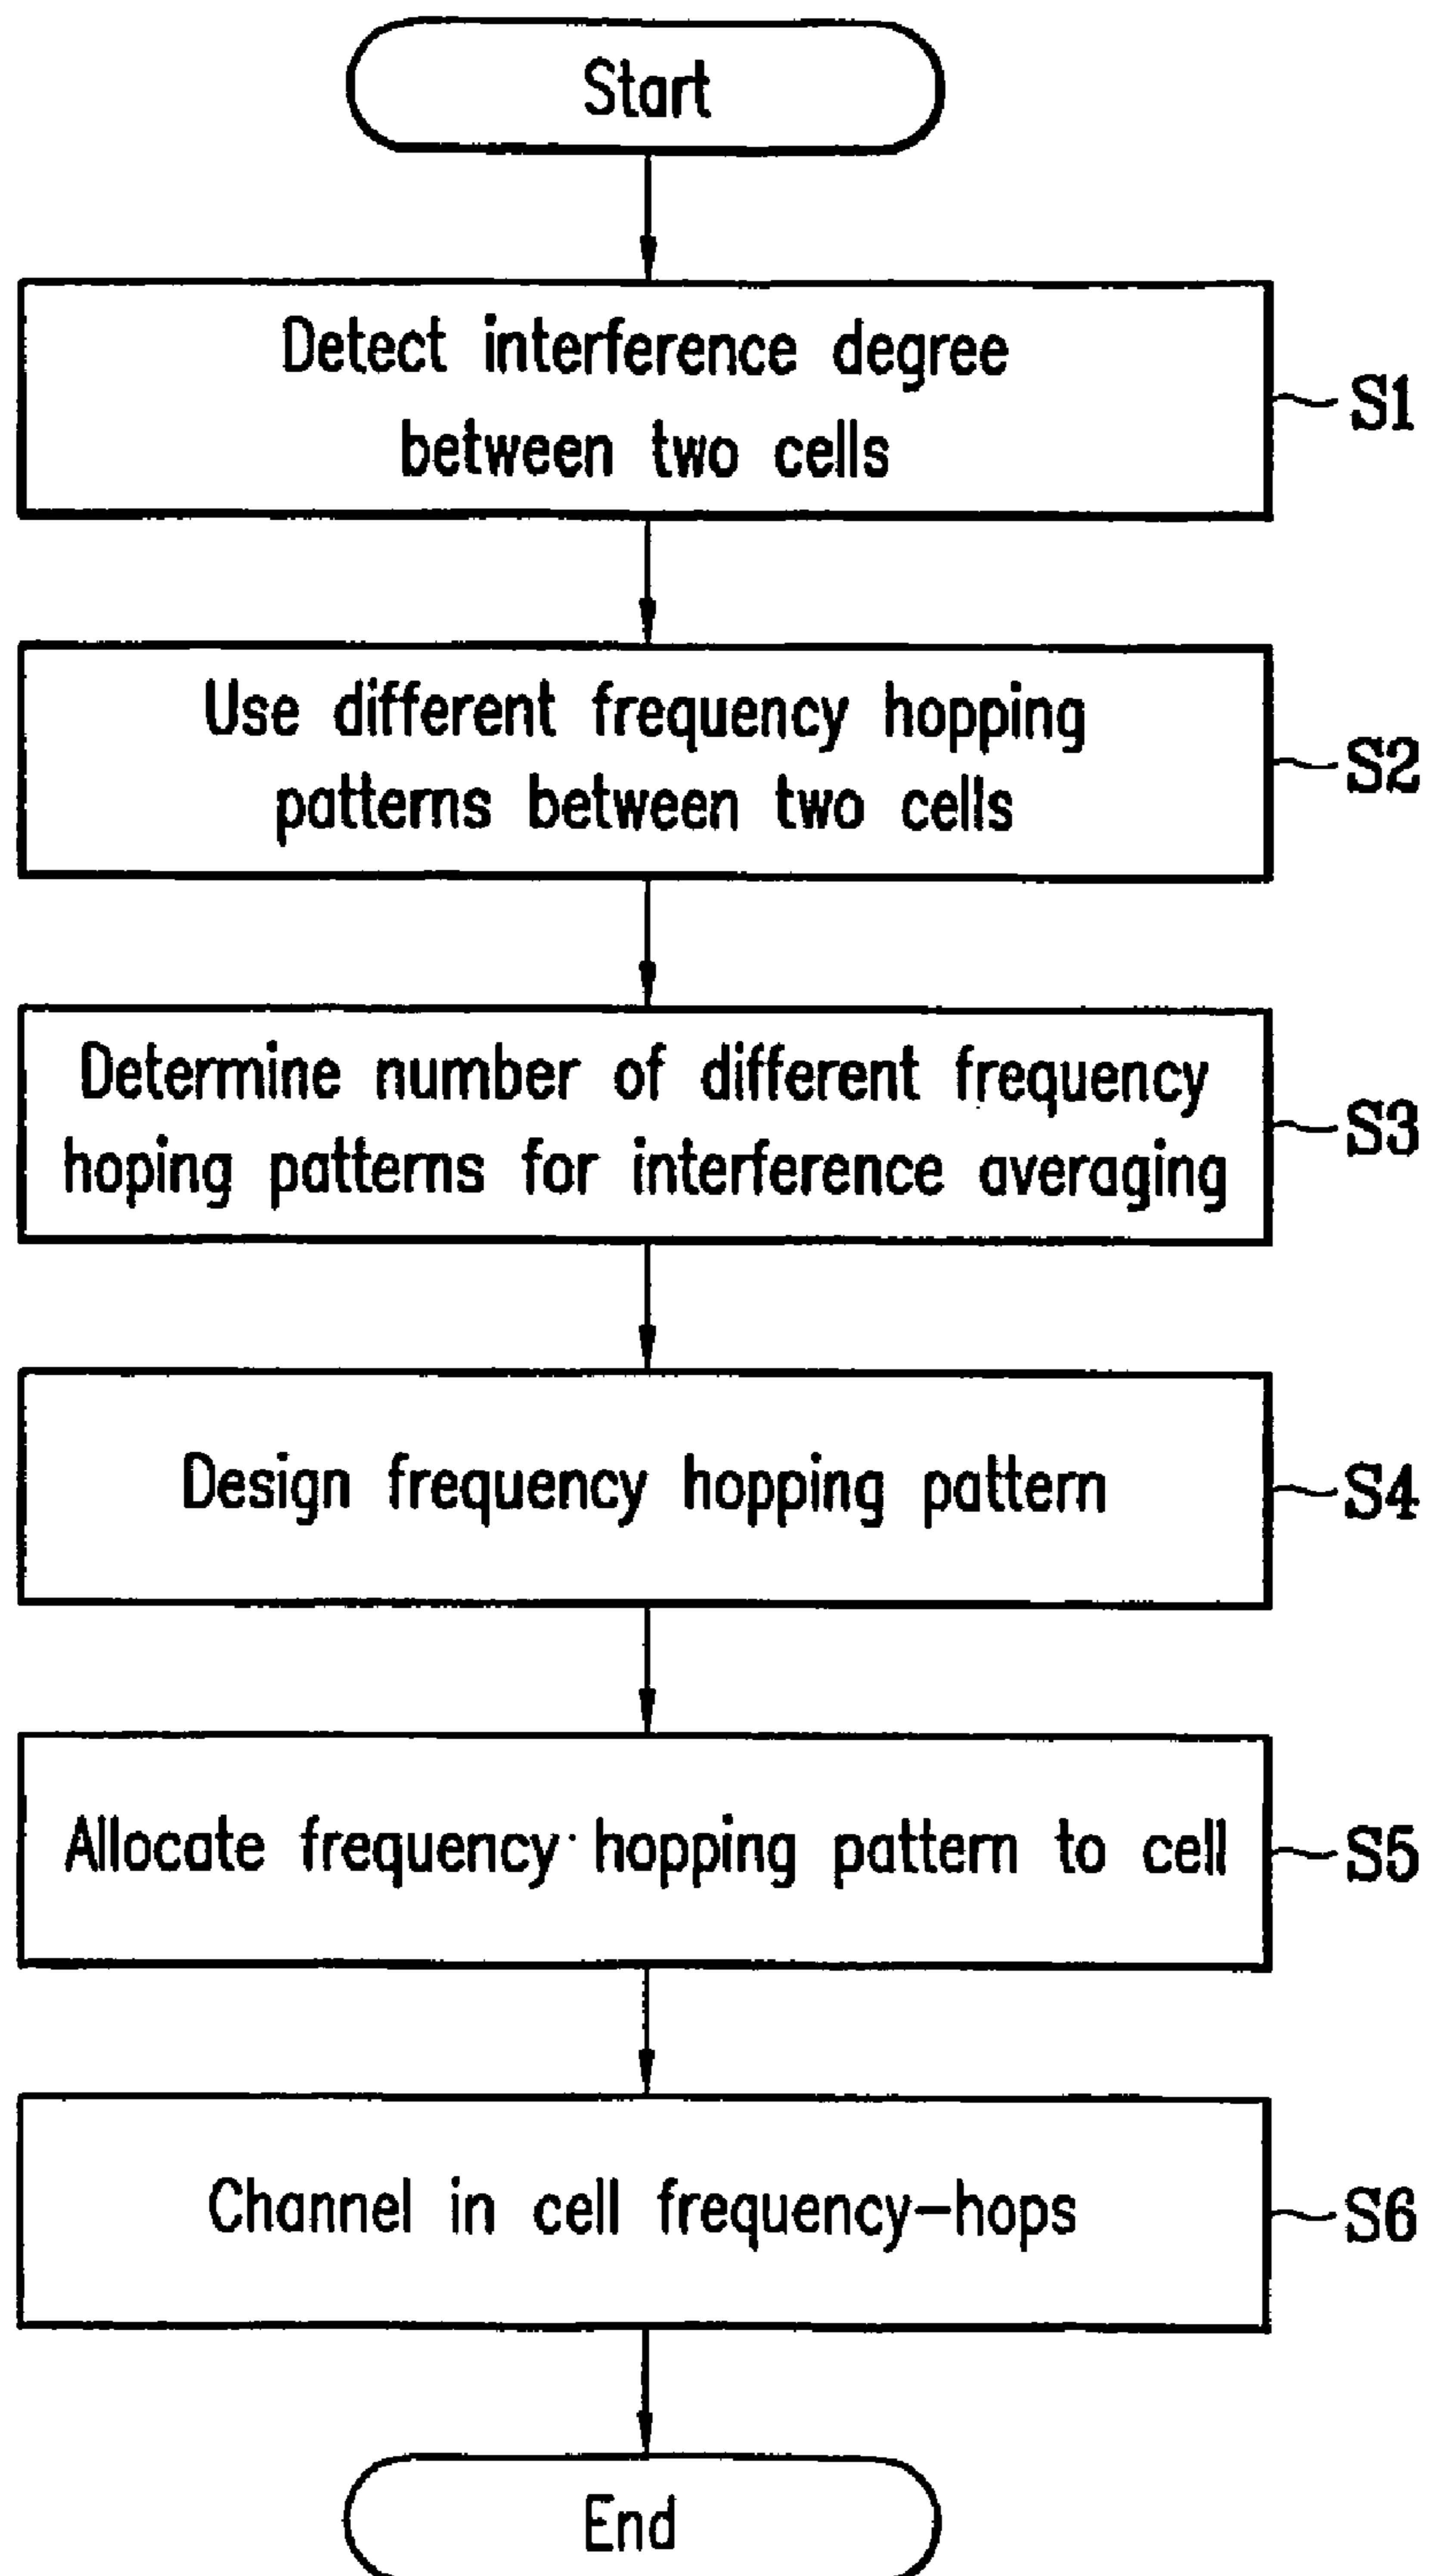 Start
Detect interference degree
between two cells
S1
Use different frequency hopping
patterns between two cells
S2
Determine number of different frequency
hoping patterns for interference averaging
S3
Design frequency hopping pattern
S4
Allocate frequency hopping pattern to cell
S5
Channel in cell frequency-hops
S6
End